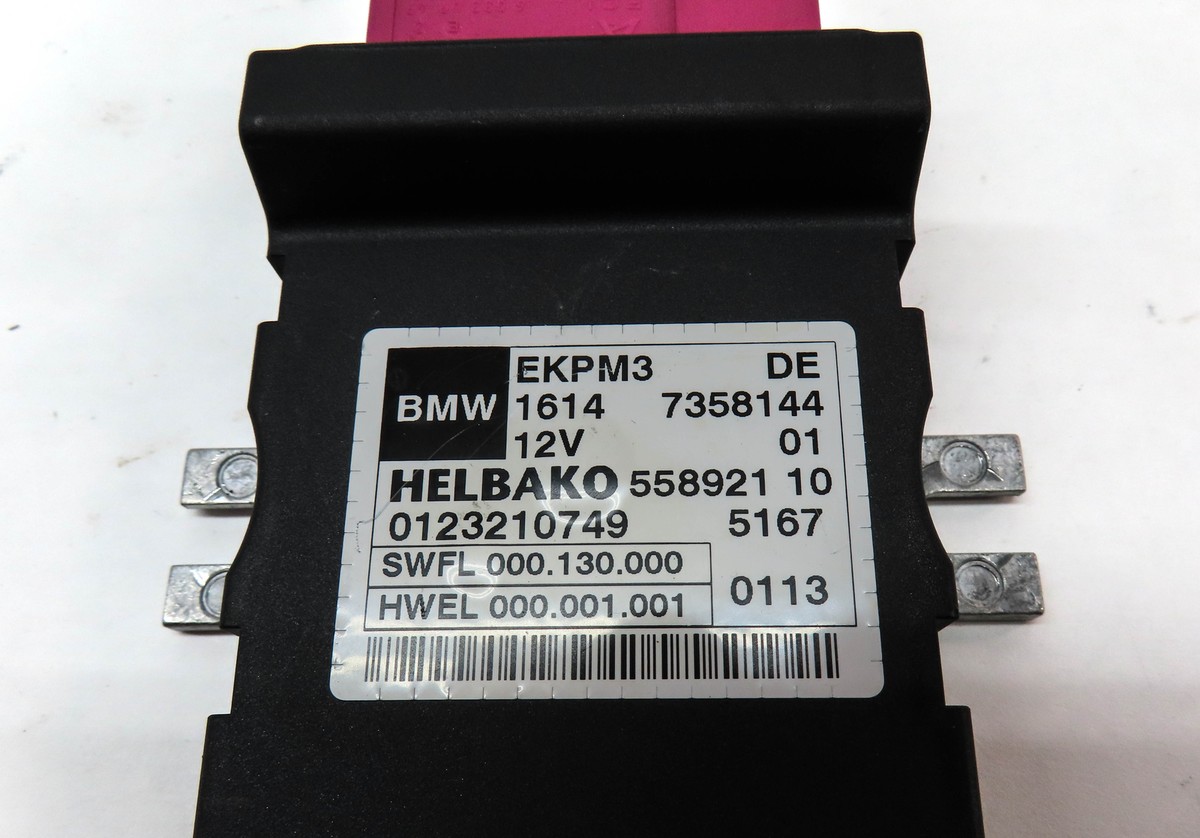 EKPM3 DE
BMW 1614 7358144
12V 01
HELBAKO 558921 10
0123210749 5167
SWFL 000.130.000
HWEL 000.001.001 0113